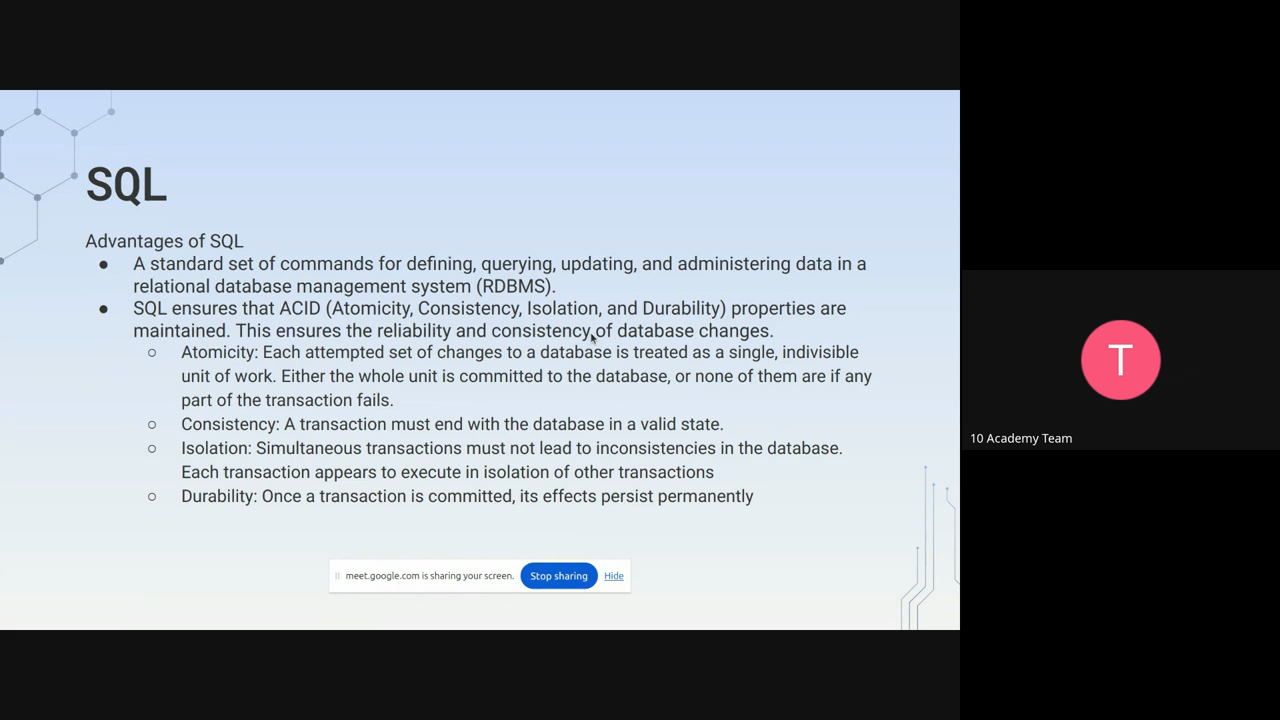 SQL
Advantages of SQL
● A standard set of commands for defining, querying, updating, and administering data in a
relational database management system (RDBMS).
● SQL ensures that ACID (Atomicity, Consistency, Isolation, and Durability) properties are
maintained. This ensures the reliability and consistency of database changes.
○ Atomicity: Each attempted set of changes to a database is treated as a single, indivisible
unit of work. Either the whole unit is committed to the database, or none of them are if any
part of the transaction fails.
○ Consistency: A transaction must end with the database in a valid state.
○ Isolation: Simultaneous transactions must not lead to inconsistencies in the database.
Each transaction appears to execute in isolation of other transactions
○ Durability: Once a transaction is committed, its effects persist permanently
meet.google.com is sharing your screen. Stop sharing Hide
T
10 Academy Team